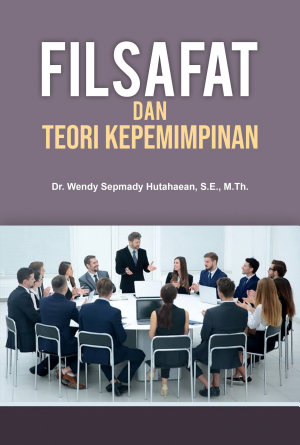 FILSAFAT
DAN
TEORI KEPEMIMPINAN
Dr. Wendy Sepmady Hutahaean, S.E., M.Th.